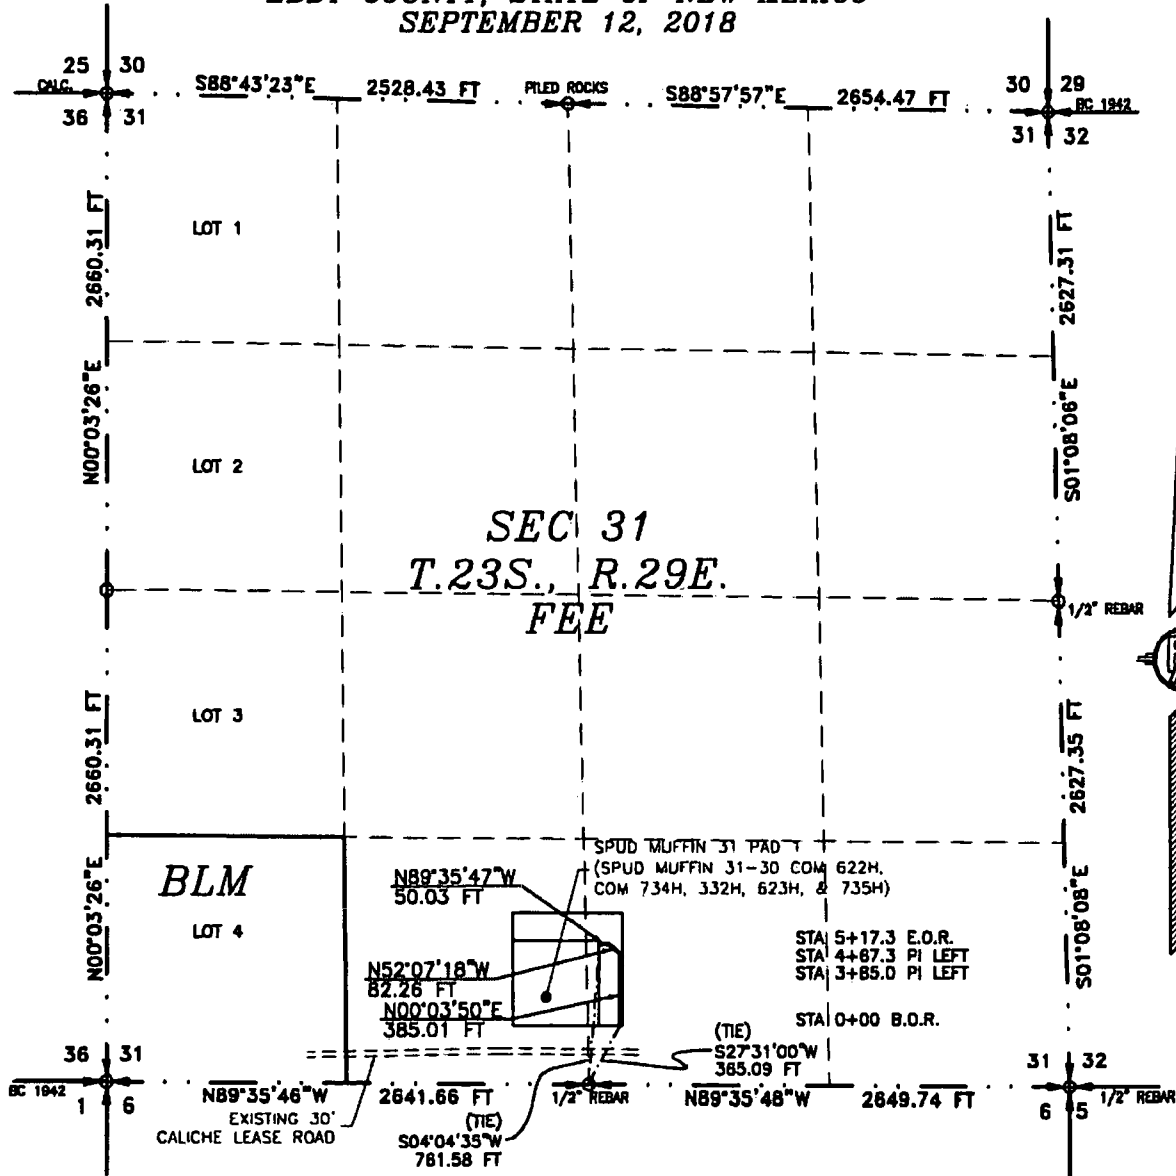 SEPTEMBER 12, 2018
25 30
CALC.
36 31
S88°43'23"E 2528.43 FT
PILED ROCKS
S88°57'57"E 2654.47 FT
30 29
BC 1942
31 32
2660.31 FT
N00°03'26"E
LOT 1
LOT 2
2627.31 FT
S01°08'06"E
SEC 31
T.23S., R.29E.
FEE
1/2" REBAR
LOT 3
2660.31 FT
N00°03'26"E
2627.35 FT
S01°08'08"E
BLM
LOT 4
SPUD MUFFIN 31 PAD 1
(SPUD MUFFIN 31-30 COM 622H,
COM 734H, 332H, 623H, & 735H)
N89°35'47"W
50.03 FT
N52°07'18"W
82.26 FT
N00°03'50"E
385.01 FT
STA 5+17.3 E.O.R.
STA 4+67.3 PI LEFT
STA 3+85.0 PI LEFT
STA 0+00 B.O.R.
(TIE)
S27°31'00"W
365.09 FT
36 31
BC 1942
1 6
N89°35'46"W 2641.66 FT
1/2" REBAR
N89°35'48"W 2649.74 FT
31 32
6 5
1/2" REBAR
EXISTING 30'
CALICHE LEASE ROAD
(TIE)
S04°04'35"W
761.58 FT